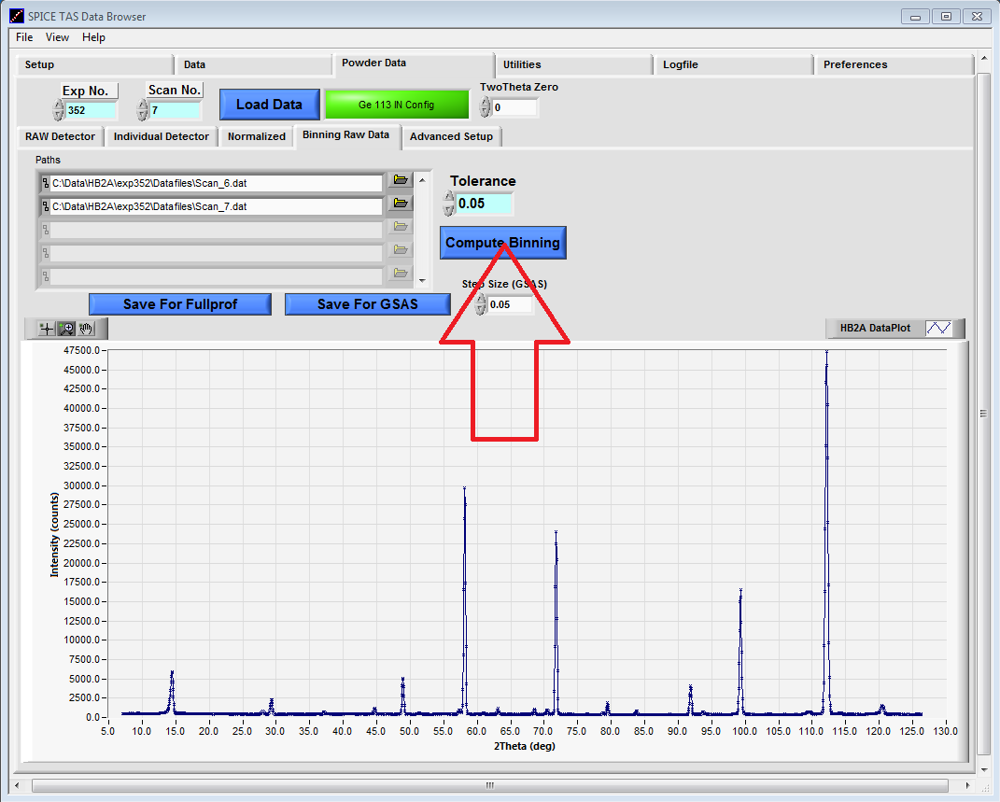 SPICE TAS Data Browser
File View Help
Setup Data Powder Data Utilities Logfile Preferences
Exp No. Scan No. TwoTheta Zero
352 7 Load Data Ge 113 IN Config 0
RAW Detector Individual Detector Normalized Binning Raw Data Advanced Setup
Paths
C:\Data\HB2A\exp352\Datafiles\Scan_6.dat
C:\Data\HB2A\exp352\Datafiles\Scan_7.dat
Tolerance
0.05
Compute Binning
Step Size (GSAS)
0.05
Save For Fullprof Save For GSAS
HB2A DataPlot
47500.0
45000.0
42500.0
40000.0
37500.0
35000.0
32500.0
30000.0
27500.0
25000.0
22500.0
20000.0
17500.0
15000.0
12500.0
10000.0
7500.0
5000.0
2500.0
0.0
Intensity (counts)
5.0 10.0 15.0 20.0 25.0 30.0 35.0 40.0 45.0 50.0 55.0 60.0 65.0 70.0 75.0 80.0 85.0 90.0 95.0 100.0 105.0 110.0 115.0 120.0 125.0 130.0
2Theta (deg)